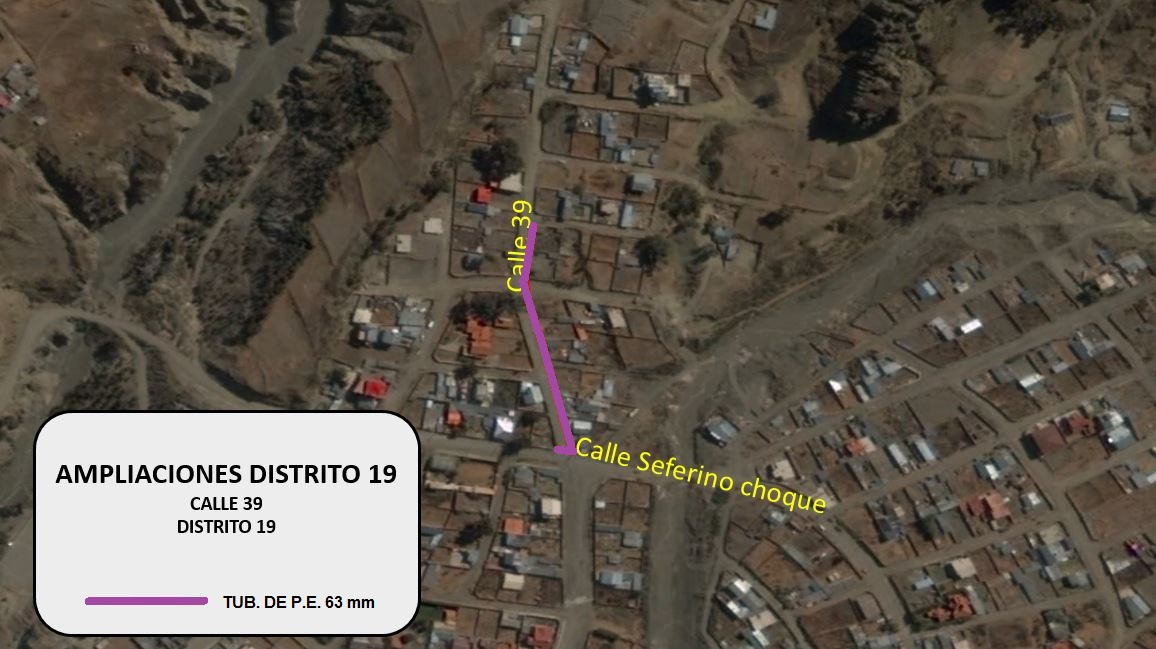 Calle 39
Calle Seferino choque
AMPLIACIONES DISTRITO 19
CALLE 39
DISTRITO 19
TUB. DE P.E. 63 mm